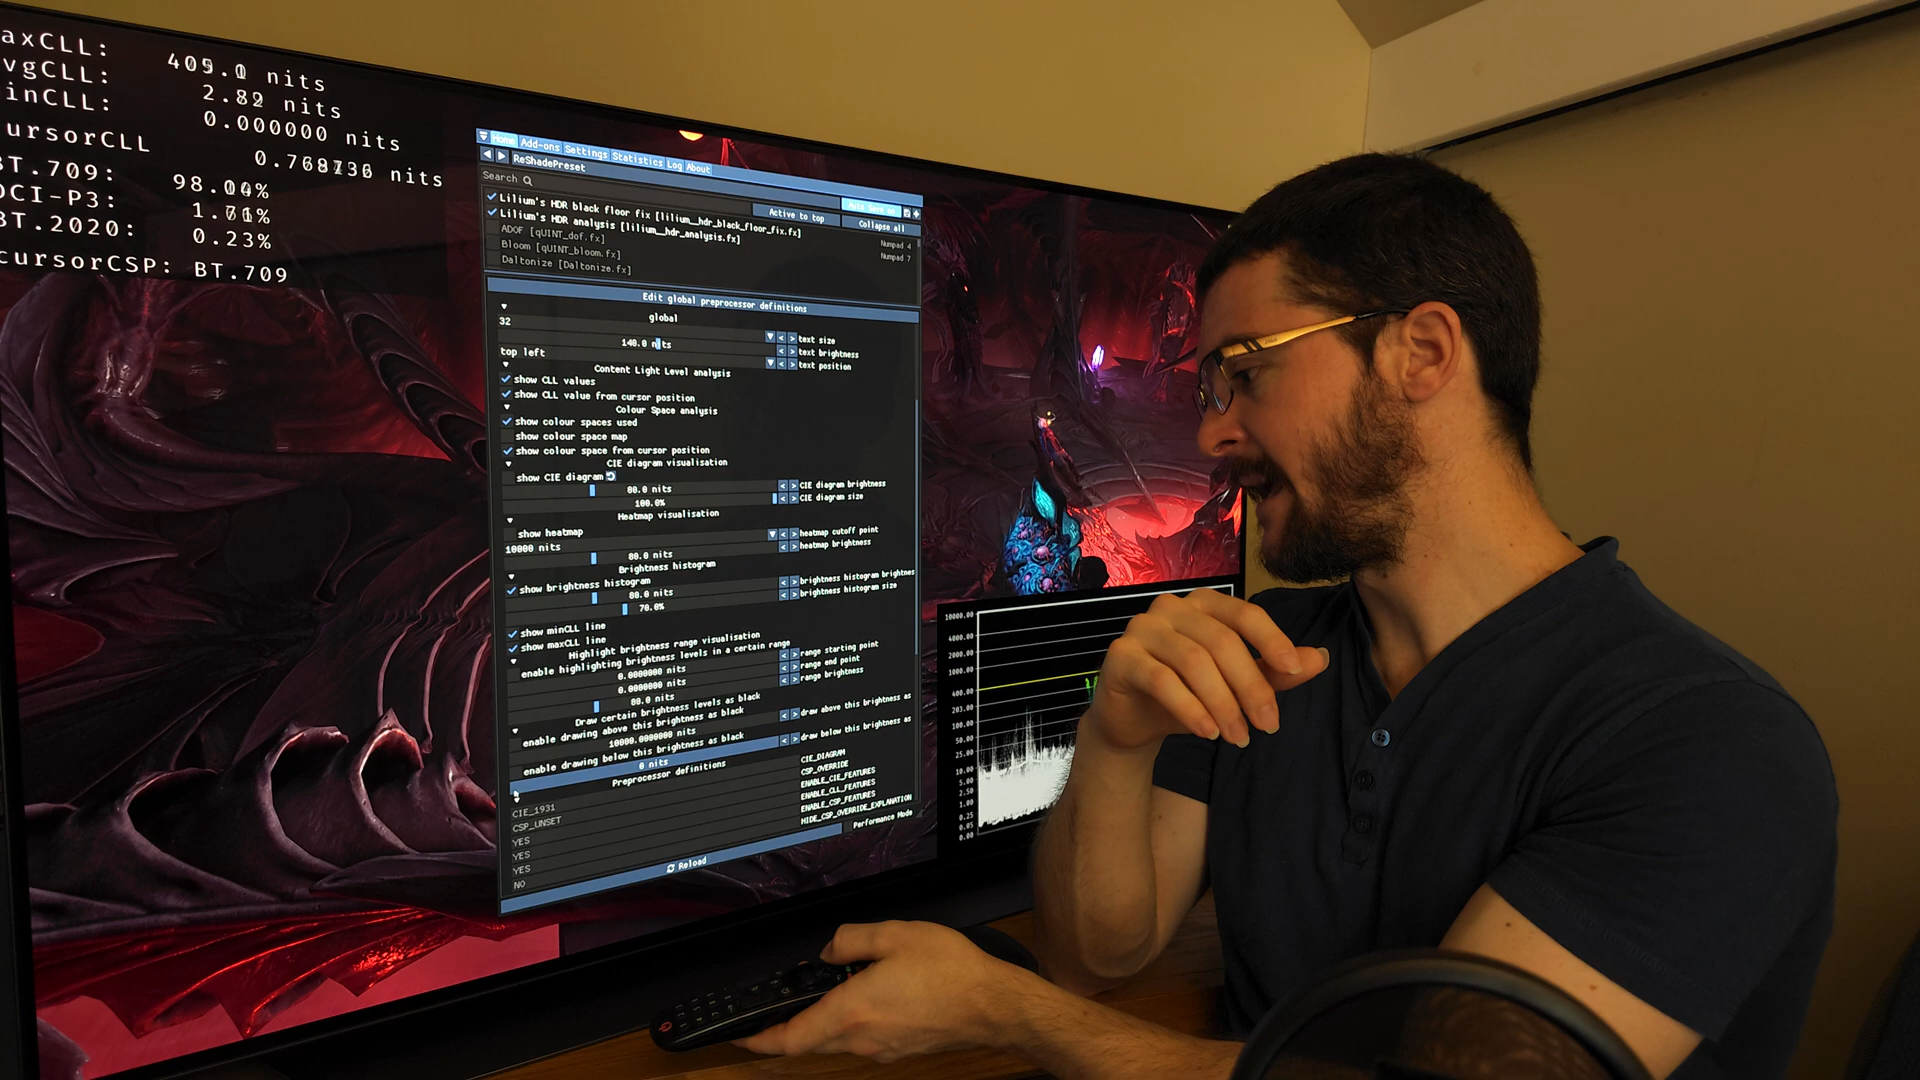 axCLL: 409.0 nits
vgCLL: 2.82 nits
inCLL: 0.000000 nits
ursorCLL
nits
BT.709: 98.04%
DCI-P3:
BT.2020: 0.23%
cursorCSP: BT.709
Home Add-ons Settings Statistics Log About
ReShadePreset
Search
Active to top
Collapse all
Lilium's HDR black floor fix [lilium__hdr_black_floor_fix.fx]
Lilium's HDR analysis [lilium__hdr_analysis.fx]
ADOF [qUINT_dof.fx] Numpad 4
Bloom [qUINT_bloom.fx] Numpad 7
Daltonize [Daltonize.fx]
Edit global preprocessor definitions
global
32 text size
140.0 nits text brightness
top left text position
Content Light Level analysis
show CLL values
show CLL value from cursor position
Colour Space analysis
show colour spaces used
show colour space map
show colour space from cursor position
CIE diagram visualisation
show CIE diagram
80.0 nits CIE diagram brightness
100.0% CIE diagram size
Heatmap visualisation
show heatmap
10000 nits heatmap cutoff point
80.0 nits heatmap brightness
Brightness histogram
show brightness histogram
80.0 nits brightness histogram brightnes
70.0% brightness histogram size
show minCLL line
show maxCLL line
Highlight brightness range visualisation
enable highlighting brightness levels in a certain range
0.0000000 nits range starting point
0.0000000 nits range end point
80.0 nits range brightness
Draw certain brightness levels as black
enable drawing above this brightness as black
10000.0000000 nits draw above this brightness as
enable drawing below this brightness as black
0 nits draw below this brightness as
Preprocessor definitions
CIE_1931 CIE_DIAGRAM
CSP_UNSET CSP_OVERRIDE
YES ENABLE_CIE_FEATURES
YES ENABLE_CLL_FEATURES
YES ENABLE_CSP_FEATURES
NO HIDE_CSP_OVERRIDE_EXPLANATION
Reload
Performance Mode
10000.00
4000.00
2000.00
1000.00
400.00
203.00
100.00
50.00
25.00
10.00
5.00
2.50
1.00
0.25
0.05
0.00